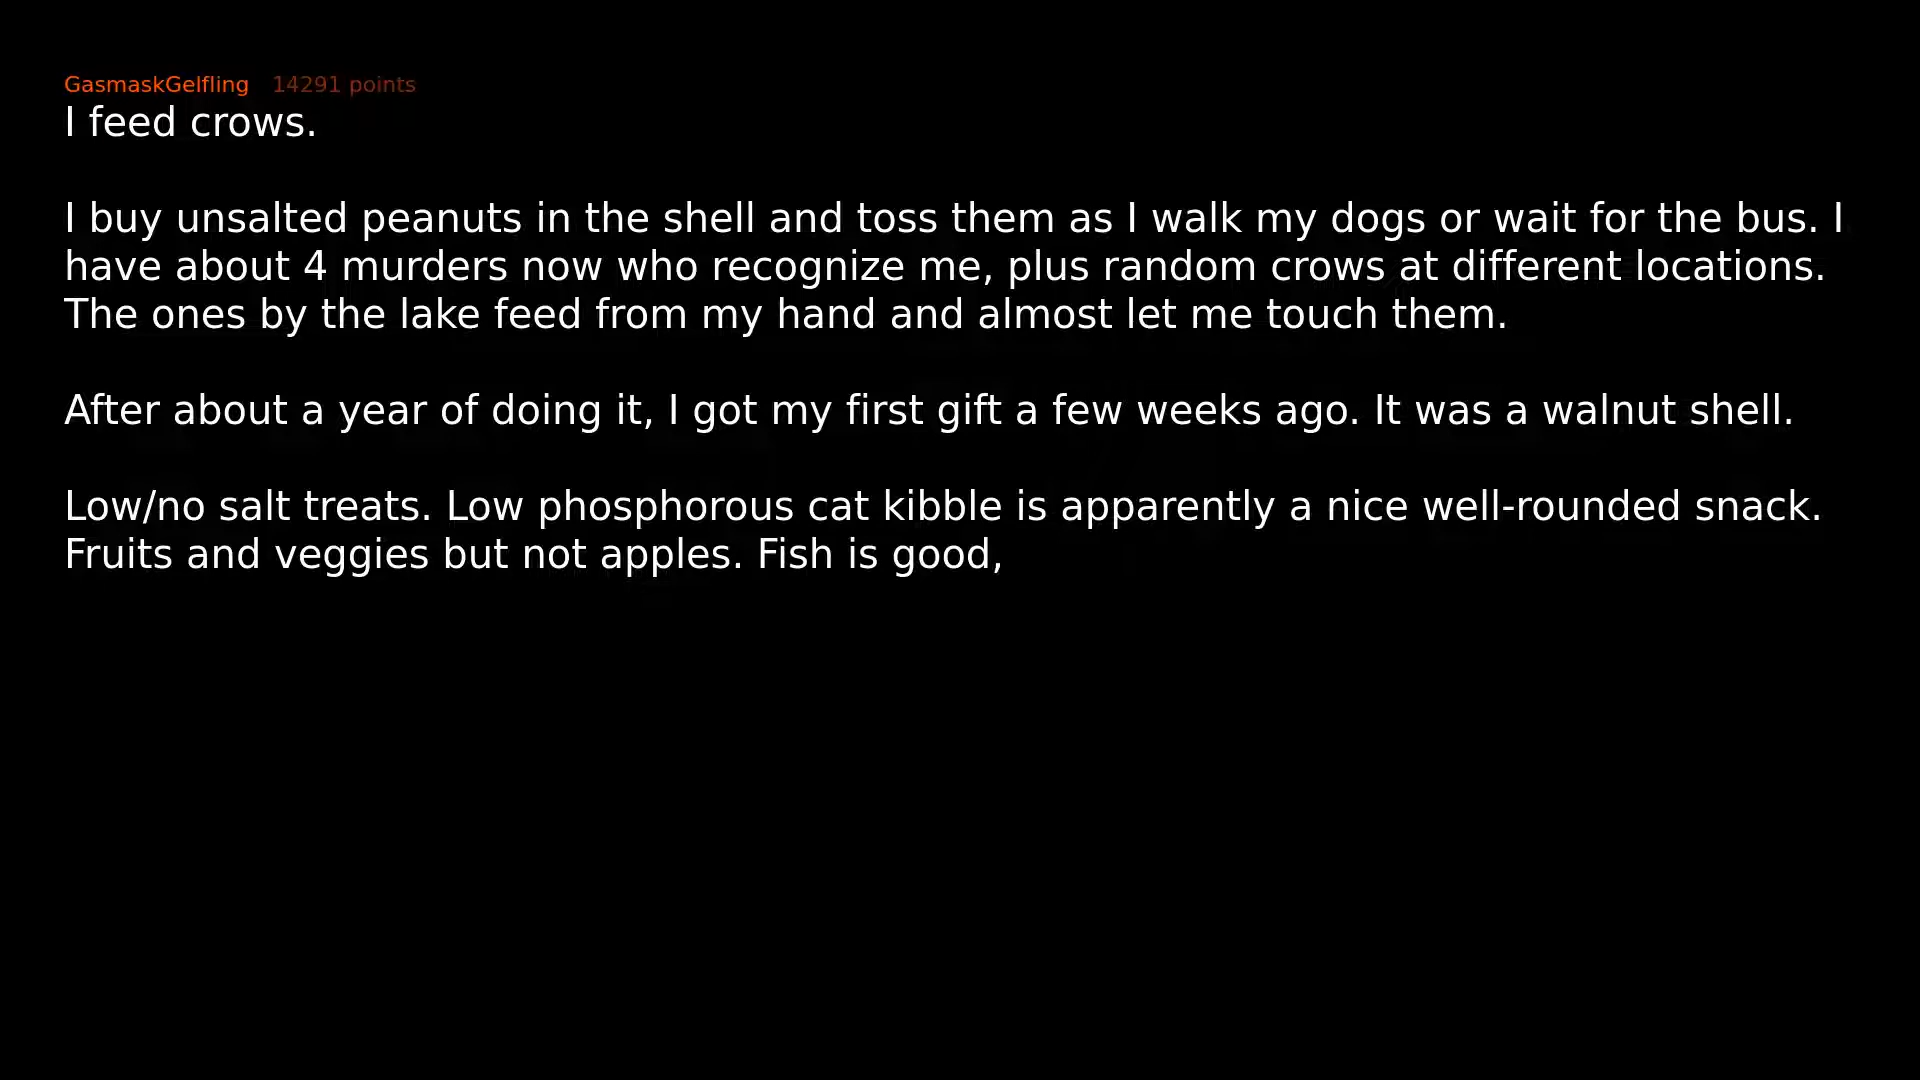 GasmaskGelfling 14291 points
I feed crows.
I buy unsalted peanuts in the shell and toss them as I walk my dogs or wait for the bus. I
have about 4 murders now who recognize me, plus random crows at different locations.
The ones by the lake feed from my hand and almost let me touch them.
After about a year of doing it, I got my first gift a few weeks ago. It was a walnut shell.
Low/no salt treats. Low phosphorous cat kibble is apparently a nice well-rounded snack.
Fruits and veggies but not apples. Fish is good,